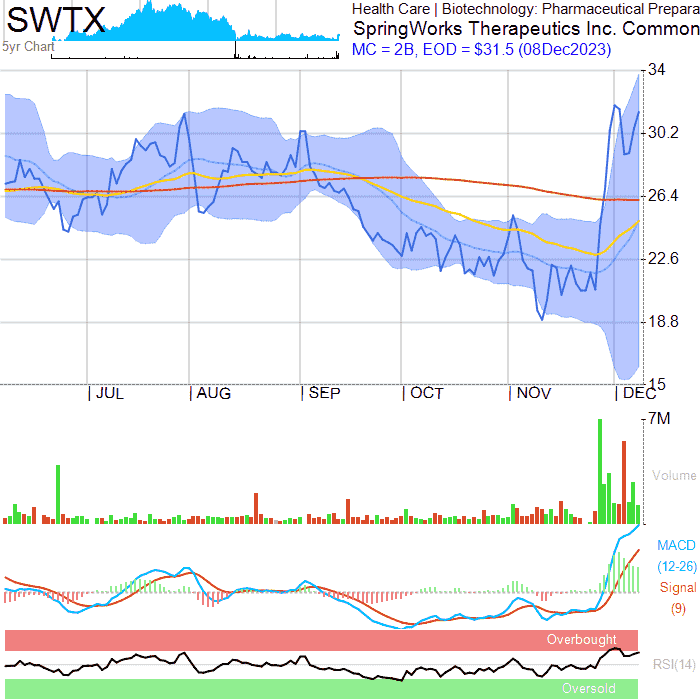 SWTX
5yr Chart
Health Care | Biotechnology: Pharmaceutical Prepara
SpringWorks Therapeutics Inc. Common
MC = 2B, EOD = $31.5 (08Dec2023)
34
30.2
26.4
22.6
18.8
15
| JUL | AUG | SEP | OCT | NOV | DEC
7M
Volume
MACD
(12-26)
Signal
(9)
Overbought
RSI(14)
Oversold